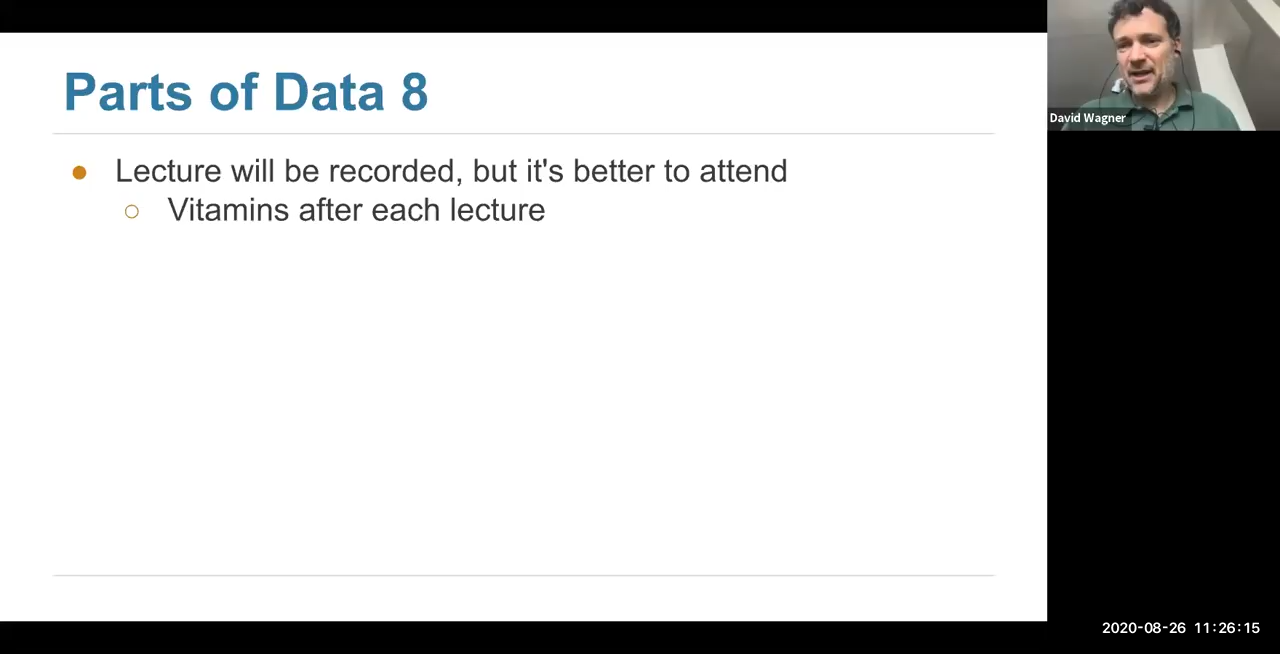 Parts of Data 8
Lecture will be recorded, but it's better to attend
Vitamins after each lecture
David Wagner
2020-08-26 11:26:15